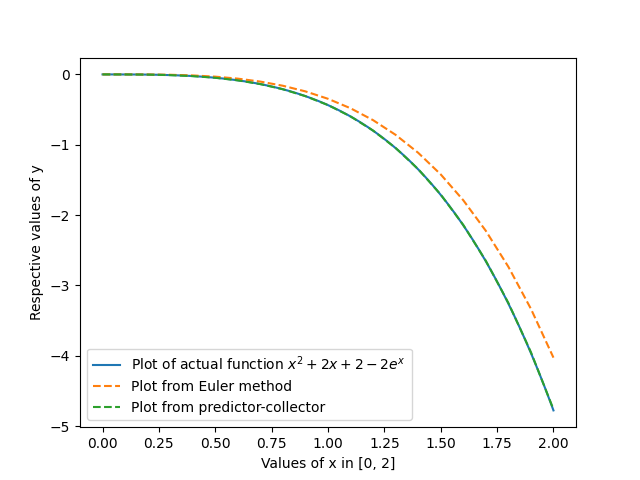 0
−1
−2
−3
−4
−5
Respective values of y
Plot of actual function $x^2 + 2x + 2 - 2e^x$
Plot from Euler method
Plot from predictor-collector
0.00 0.25 0.50 0.75 1.00 1.25 1.50 1.75 2.00
Values of x in [0, 2]